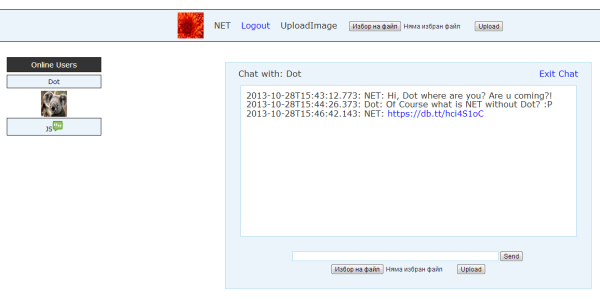 NET Logout UploadImage Избор на файл Няма избран файл Upload
Online Users
Dot
JS
Chat with: Dot Exit Chat
2013-10-28T15:43:12.773: NET: Hi, Dot where are you? Are u coming?!
2013-10-28T15:44:26.373: Dot: Of Course what is NET without Dot? :P
2013-10-28T15:46:42.143: NET: https://db.tt/hci4S1oC
Send
Избор на файл Няма избран файл Upload